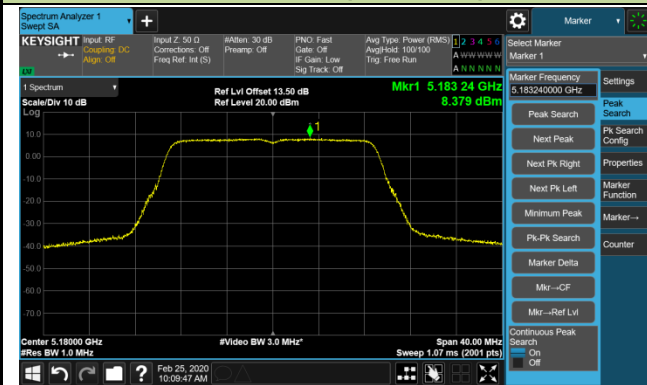 Spectrum Analyzer 1
Swept SA
Marker
KEYSIGHT
Input: RF
Coupling: DC
Align: Off
Input Z: 50 Ω
Corrections: Off
Freq Ref: Int (S)
#Atten: 30 dB
Preamp: Off
PNO: Fast
Gate: Off
IF Gain: Low
Sig Track: Off
Avg Type: Power (RMS)
Avg|Hold: 100/100
Trig: Free Run
1 2 3 4 5 6
A W W W W W
A N N N N N
Select Marker
Marker 1
1 Spectrum
Scale/Div 10 dB
Log
Ref Lvl Offset 13.50 dB
Ref Level 20.00 dBm
Mkr1 5.183 24 GHz
8.379 dBm
1
10.0
0.00
-10.0
-20.0
-30.0
-40.0
-50.0
-60.0
-70.0
Center 5.18000 GHz
#Res BW 1.0 MHz
#Video BW 3.0 MHz*
Span 40.00 MHz
Sweep 1.07 ms (2001 pts)
Marker Frequency
5.183240000 GHz
Peak Search
Next Peak
Next Pk Right
Next Pk Left
Minimum Peak
Pk-Pk Search
Marker Delta
Mkr→CF
Mkr→Ref Lvl
Continuous Peak
Search
On
Off
Settings
Peak
Search
Pk Search
Config
Properties
Marker
Function
Marker→
Counter
Feb 25, 2020
10:09:47 AM